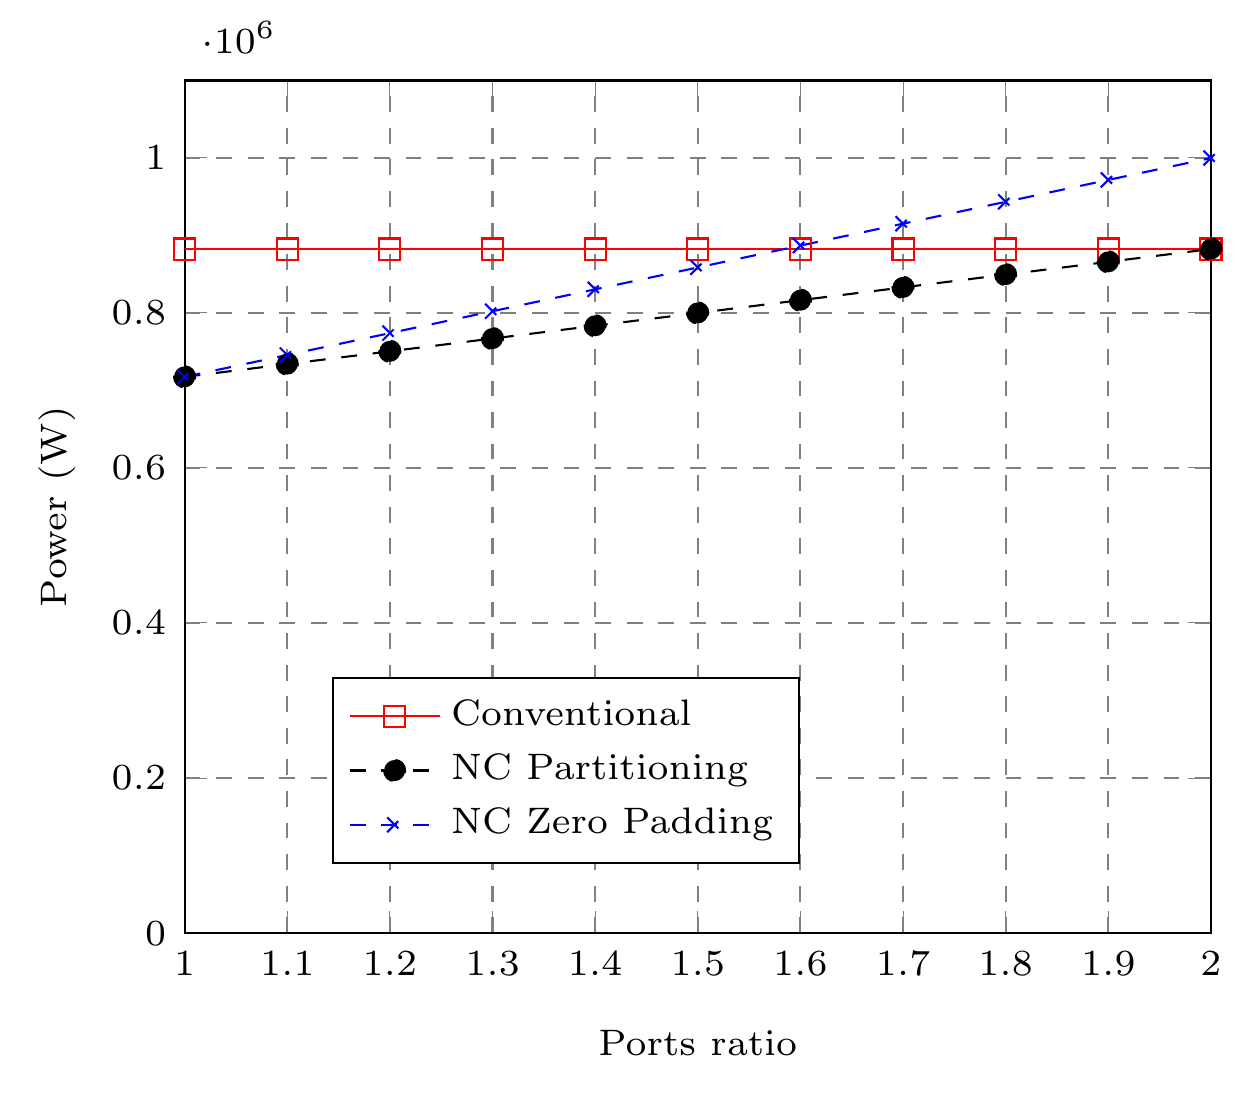 ·10^6
1
0.8
0.6
0.4
0.2
0
Power (W)
Conventional
NC Partitioning
NC Zero Padding
1 1.1 1.2 1.3 1.4 1.5 1.6 1.7 1.8 1.9 2
Ports ratio